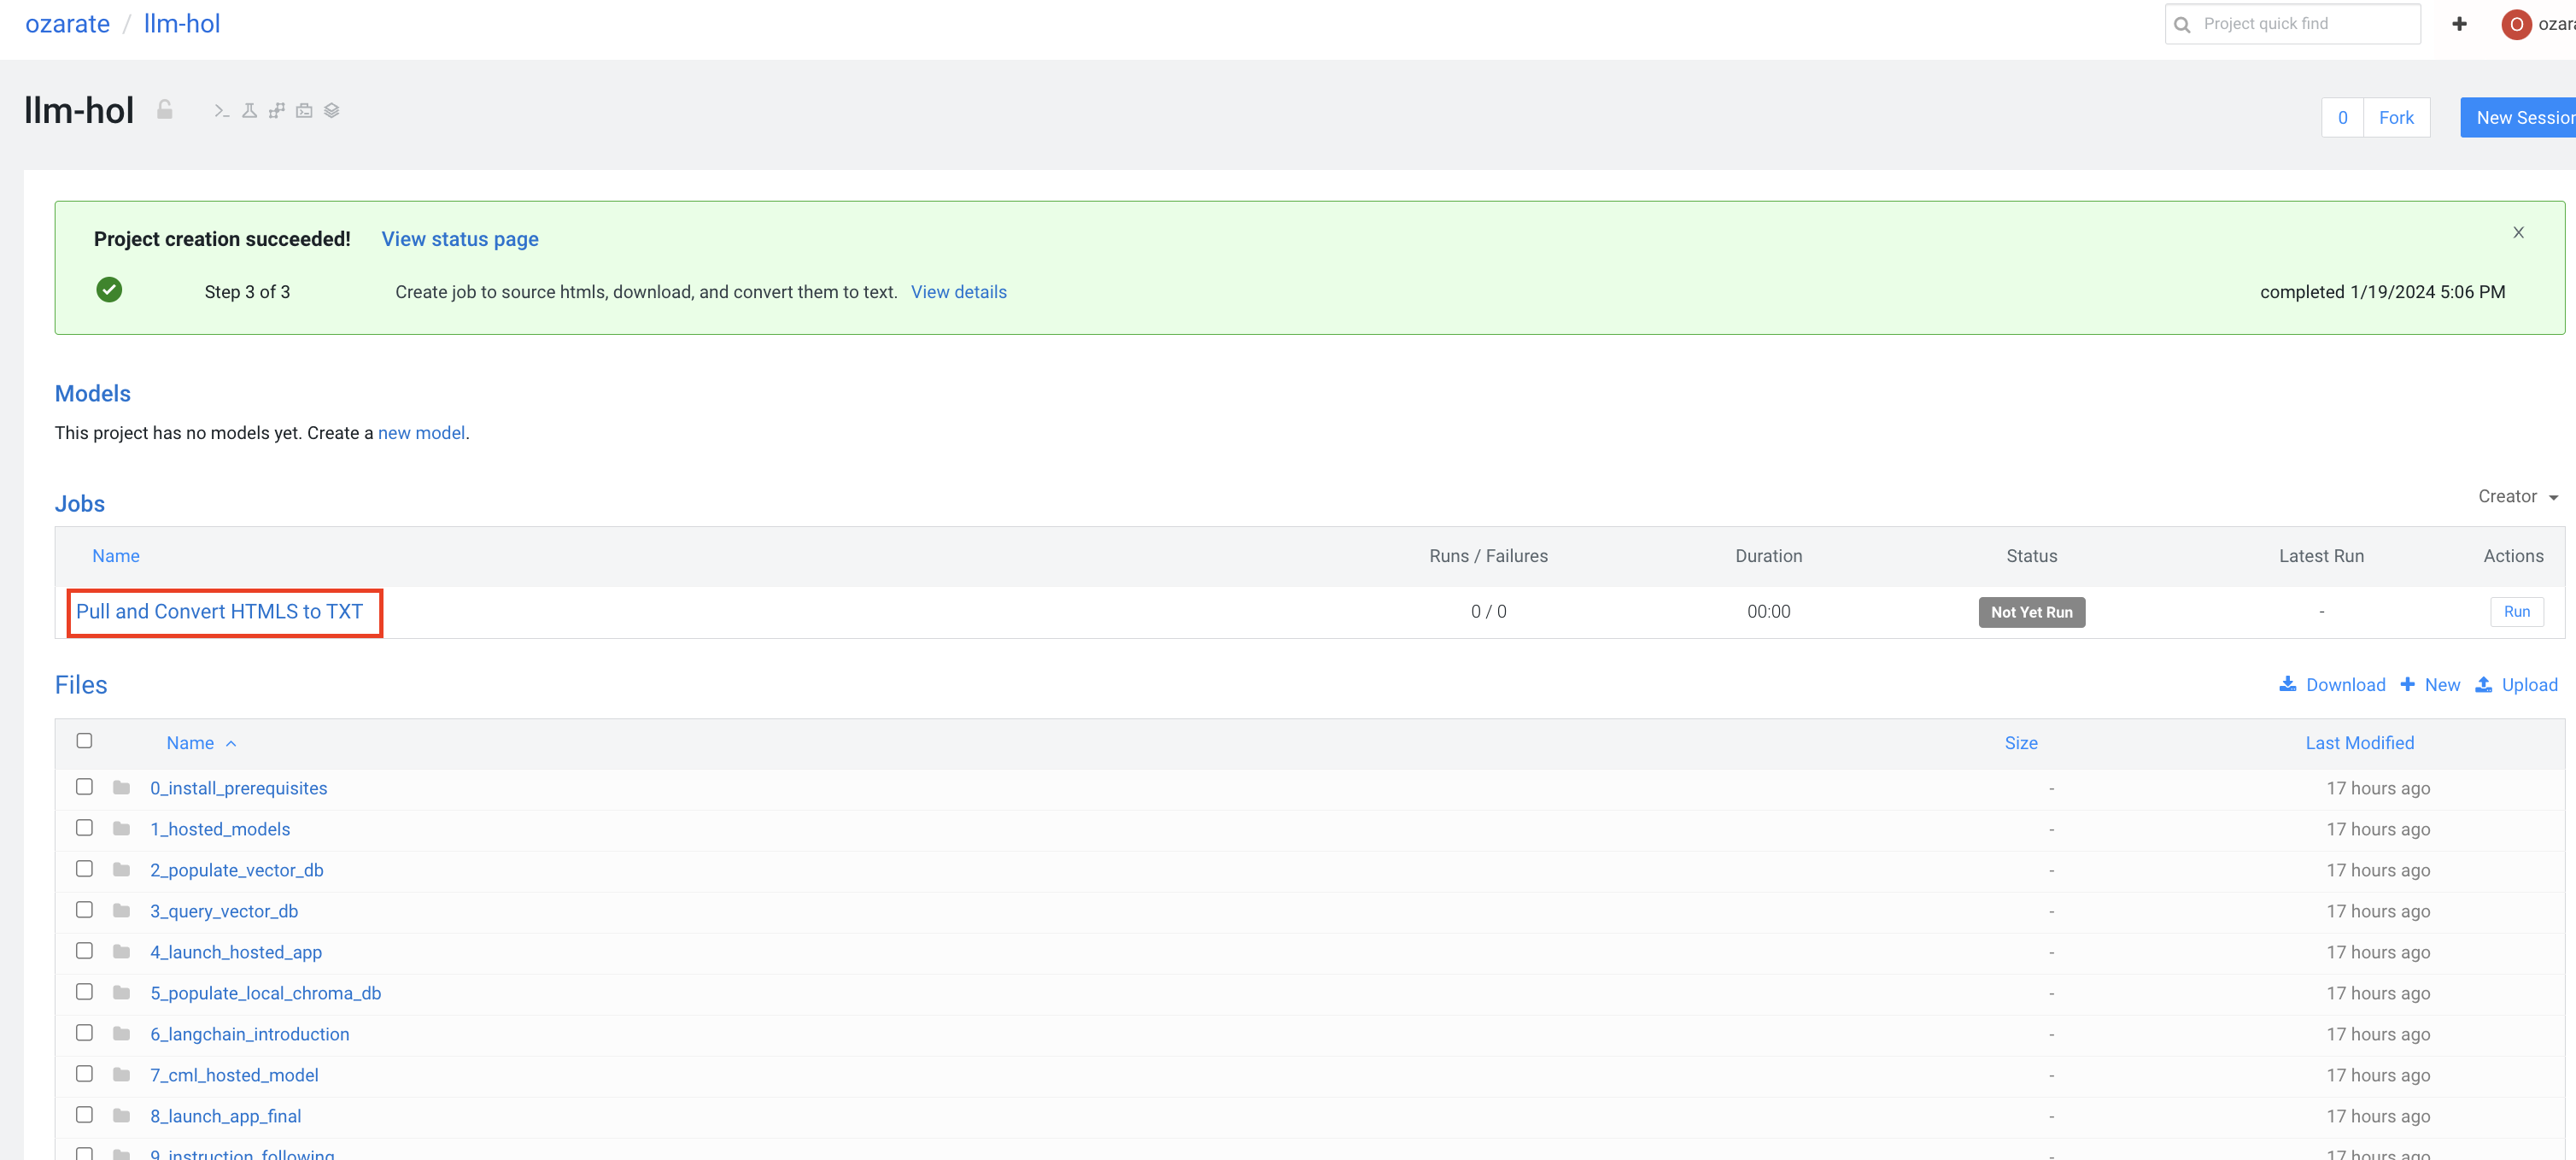 ozarate / llm-hol
Project quick find
O
llm-hol
0 Fork
Project creation succeeded! View status page
Step 3 of 3 Create job to source htmls, download, and convert them to text. View details completed 1/19/2024 5:06 PM
Models
This project has no models yet. Create a new model.
Jobs Creator
Name Runs / Failures Duration Status Latest Run Actions
Pull and Convert HTMLS to TXT 0 / 0 00:00 Not Yet Run - Run
Files Download New Upload
Name Size Last Modified
0_install_prerequisites - 17 hours ago
1_hosted_models - 17 hours ago
2_populate_vector_db - 17 hours ago
3_query_vector_db - 17 hours ago
4_launch_hosted_app - 17 hours ago
5_populate_local_chroma_db - 17 hours ago
6_langchain_introduction - 17 hours ago
7_cml_hosted_model - 17 hours ago
8_launch_app_final - 17 hours ago
9_instruction_following - 17 hours ago